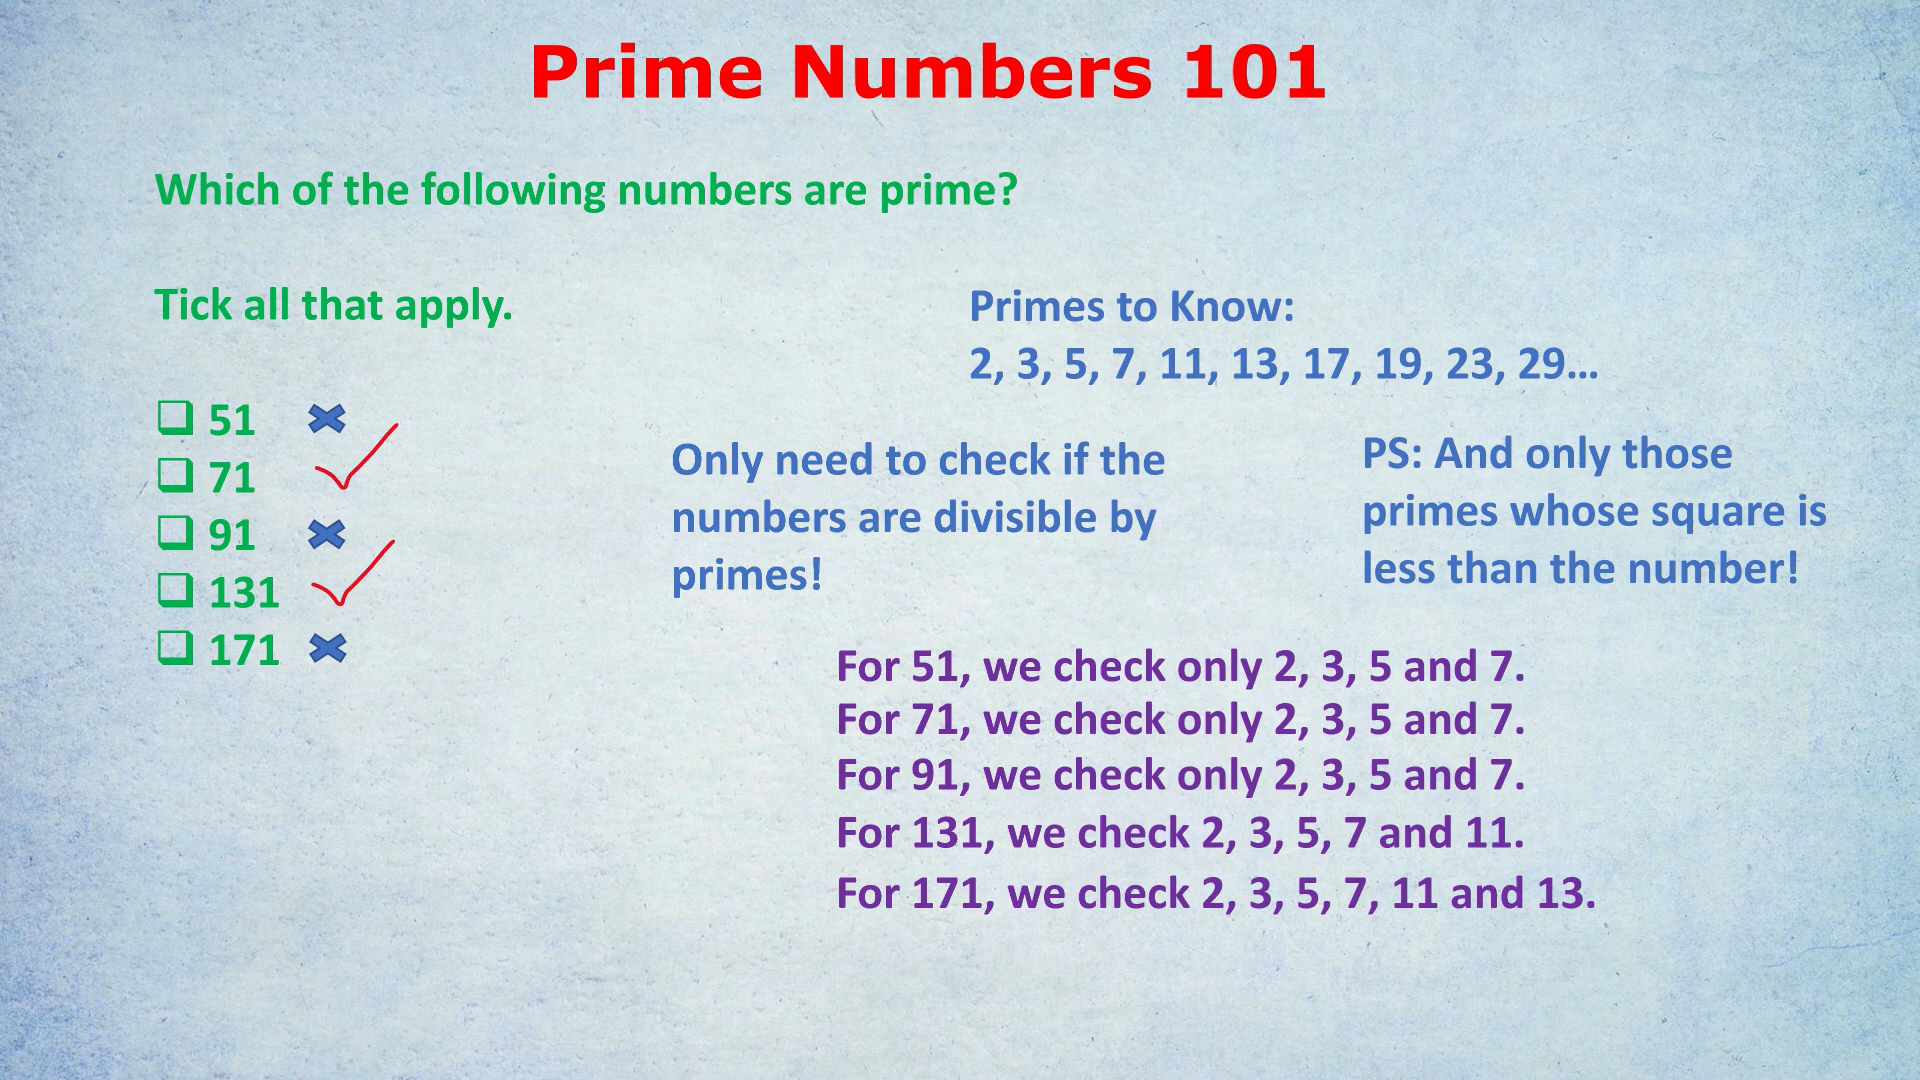 Prime Numbers 101
Which of the following numbers are prime?
Tick all that apply.
51
71
91
131
171
Primes to Know:
2, 3, 5, 7, 11, 13, 17, 19, 23, 29...
Only need to check if the
numbers are divisible by
primes!
PS: And only those
primes whose square is
less than the number!
For 51, we check only 2, 3, 5 and 7.
For 71, we check only 2, 3, 5 and 7.
For 91, we check only 2, 3, 5 and 7.
For 131, we check 2, 3, 5, 7 and 11.
For 171, we check 2, 3, 5, 7, 11 and 13.